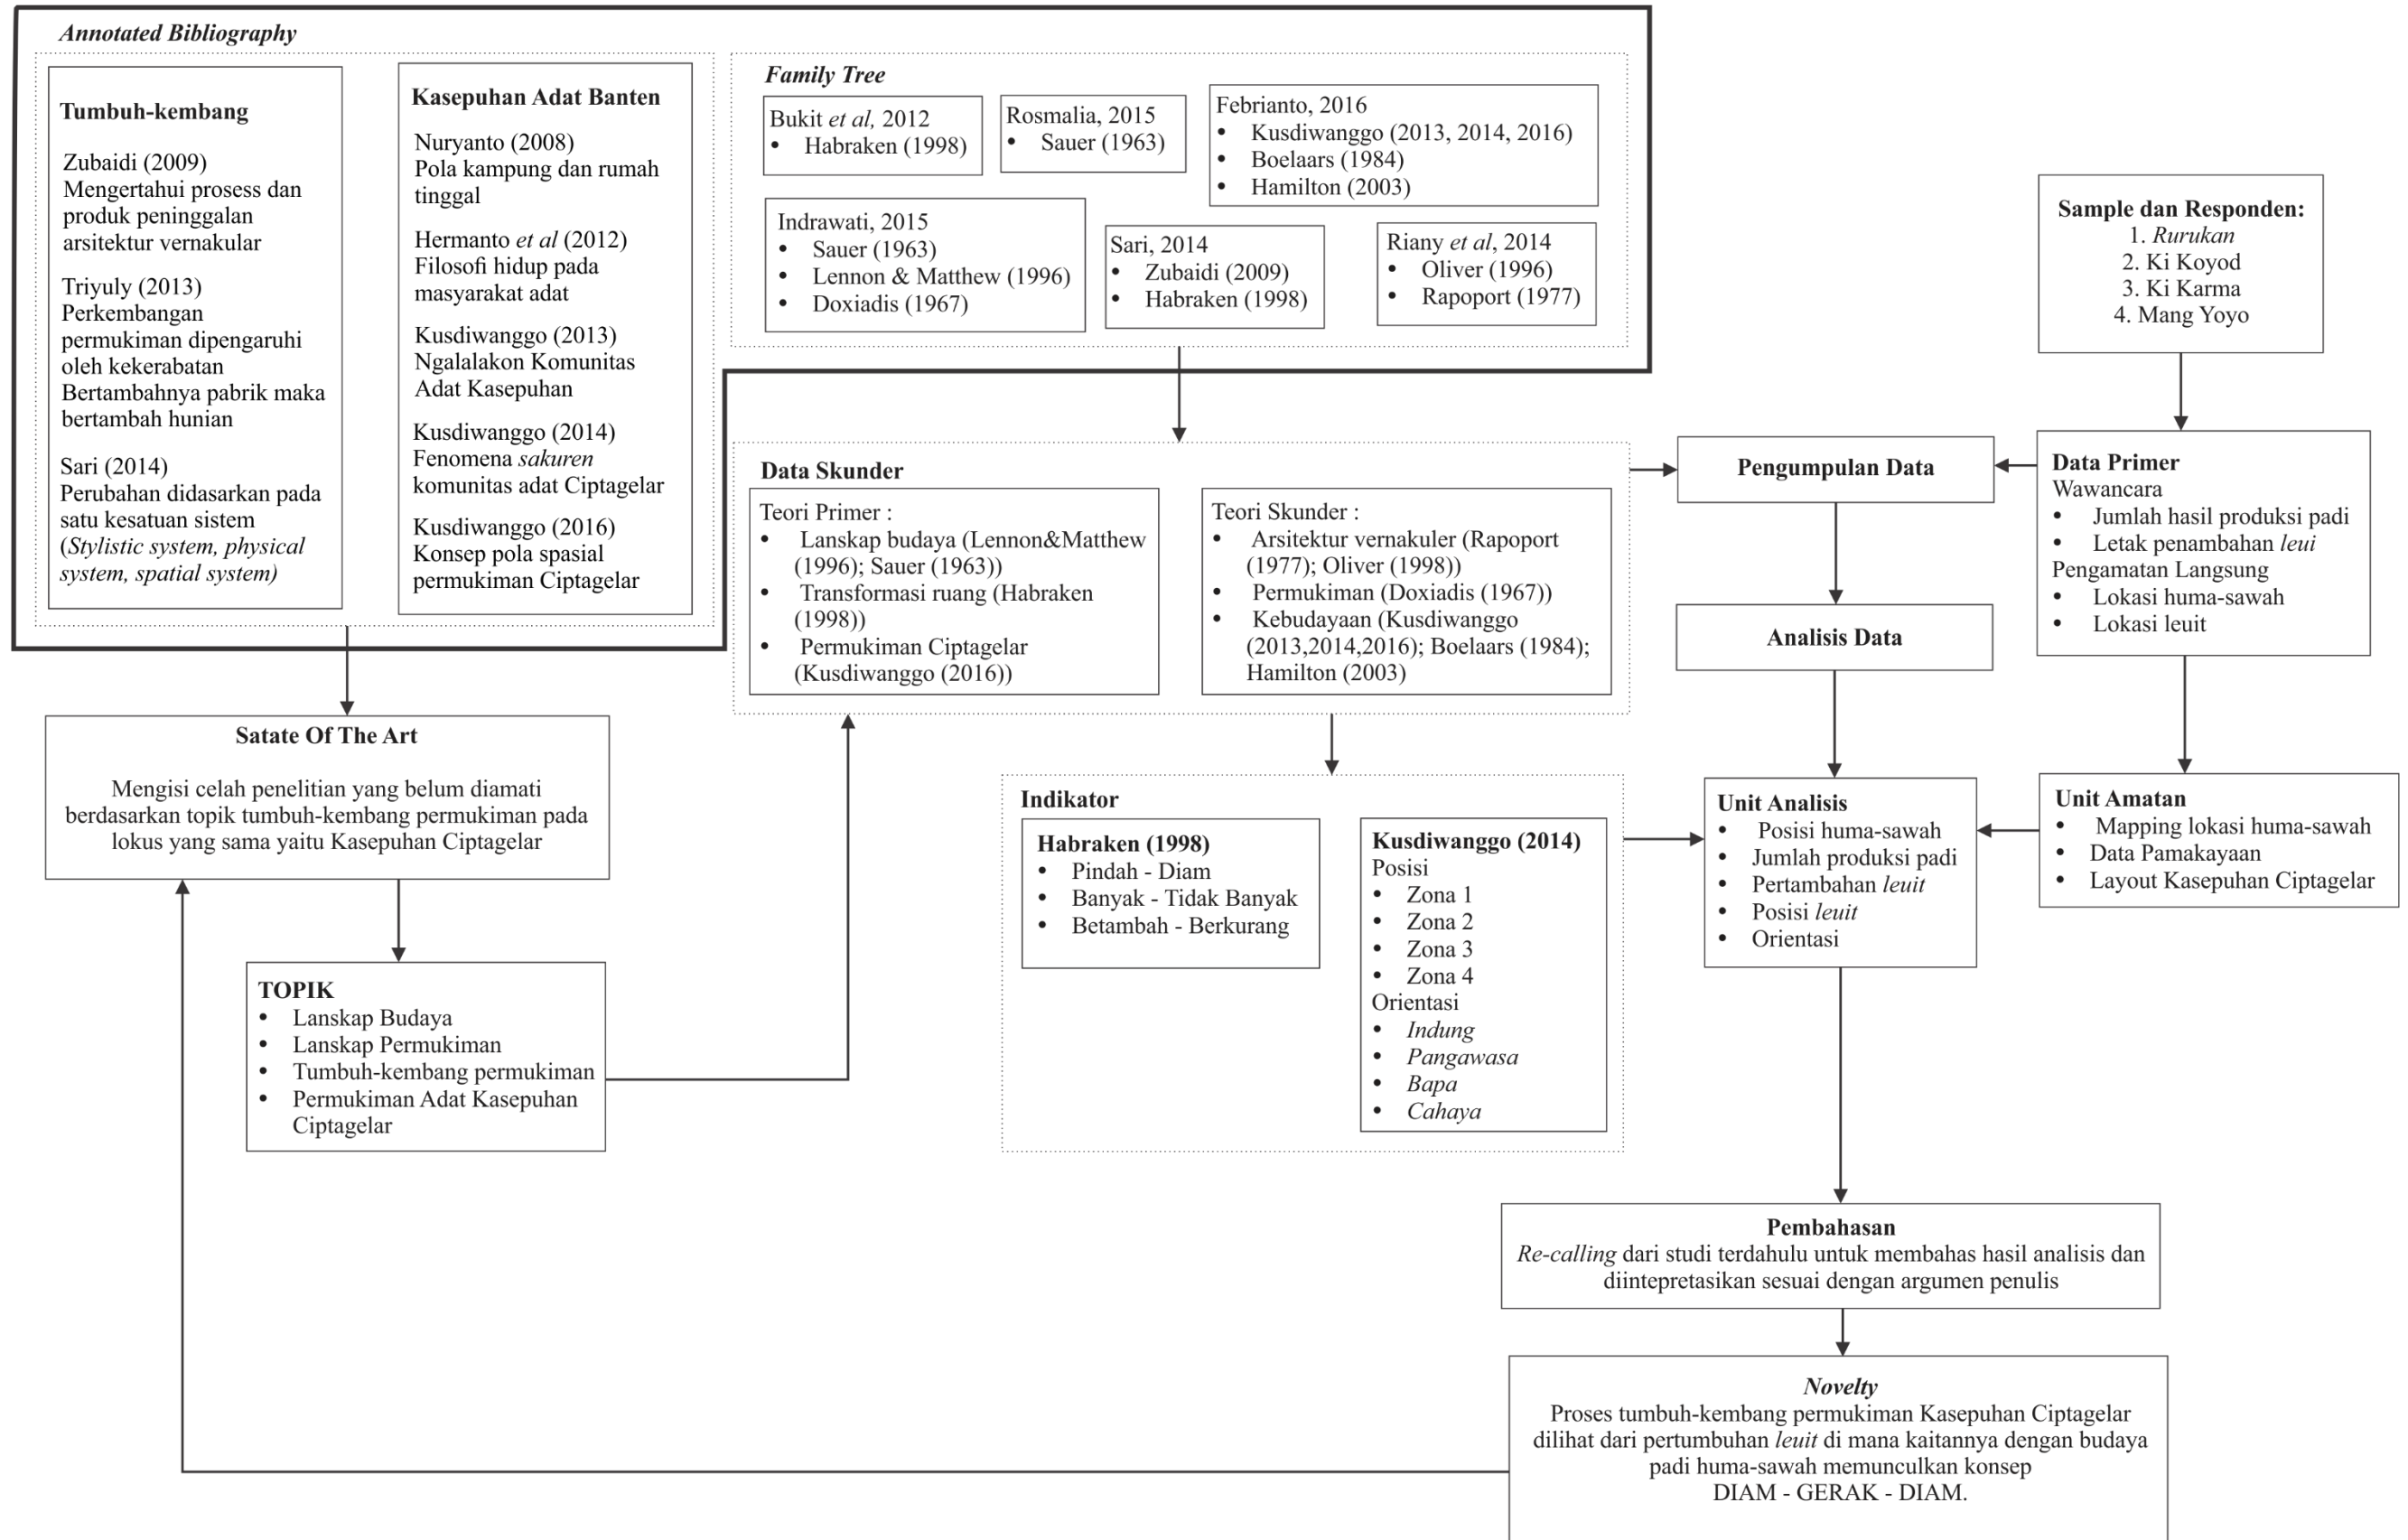 Annotated Bibliography
Tumbuh-kembang
Zubaidi (2009)
Mengertahui prosess dan
produk peninggalan
arsitektur vernakular
Triyuly (2013)
Perkembangan
permukiman dipengaruhi
oleh kekerabatan
Bertambahnya pabrik maka
bertambah hunian
Sari (2014)
Perubahan didasarkan pada
satu kesatuan sistem
(Stylistic system, physical
system, spatial system)
Kasepuhan Adat Banten
Nuryanto (2008)
Pola kampung dan rumah
tinggal
Hermanto et al (2012)
Filosofi hidup pada
masyarakat adat
Kusdiwanggo (2013)
Ngalalakon Komunitas
Adat Kasepuhan
Kusdiwanggo (2014)
Fenomena sakuren
komunitas adat Ciptagelar
Kusdiwanggo (2016)
Konsep pola spasial
permukiman Ciptagelar
Family Tree
Bukit et al, 2012
• Habraken (1998)
Rosmalia, 2015
• Sauer (1963)
Febrianto, 2016
• Kusdiwanggo (2013, 2014, 2016)
• Boelaars (1984)
• Hamilton (2003)
Indrawati, 2015
• Sauer (1963)
• Lennon & Matthew (1996)
• Doxiadis (1967)
Sari, 2014
• Zubaidi (2009)
• Habraken (1998)
Riany et al, 2014
• Oliver (1996)
• Rapoport (1977)
Sample dan Responden:
1. Rurukan
2. Ki Koyod
3. Ki Karma
4. Mang Yoyo
Data Skunder
Teori Primer :
• Lanskap budaya (Lennon&Matthew
(1996); Sauer (1963))
• Transformasi ruang (Habraken
(1998))
• Permukiman Ciptagelar
(Kusdiwanggo (2016))
Teori Skunder :
• Arsitektur vernakuler (Rapoport
(1977); Oliver (1998))
• Permukiman (Doxiadis (1967))
• Kebudayaan (Kusdiwanggo
(2013,2014,2016); Boelaars (1984);
Hamilton (2003)
Pengumpulan Data
Data Primer
Wawancara
• Jumlah hasil produksi padi
• Letak penambahan leui
Pengamatan Langsung
• Lokasi huma-sawah
• Lokasi leuit
Analisis Data
Satate Of The Art
Mengisi celah penelitian yang belum diamati
berdasarkan topik tumbuh-kembang permukiman pada
lokus yang sama yaitu Kasepuhan Ciptagelar
TOPIK
• Lanskap Budaya
• Lanskap Permukiman
• Tumbuh-kembang permukiman
• Permukiman Adat Kasepuhan
Ciptagelar
Indikator
Habraken (1998)
• Pindah - Diam
• Banyak - Tidak Banyak
• Betambah - Berkurang
Kusdiwanggo (2014)
Posisi
• Zona 1
• Zona 2
• Zona 3
• Zona 4
Orientasi
• Indung
• Pangawasa
• Bapa
• Cahaya
Unit Analisis
• Posisi huma-sawah
• Jumlah produksi padi
• Pertambahan leuit
• Posisi leuit
• Orientasi
Unit Amatan
• Mapping lokasi huma-sawah
• Data Pamakayaan
• Layout Kasepuhan Ciptagelar
Pembahasan
Re-calling dari studi terdahulu untuk membahas hasil analisis dan
diintepretasikan sesuai dengan argumen penulis
Novelty
Proses tumbuh-kembang permukiman Kasepuhan Ciptagelar
dilihat dari pertumbuhan leuit di mana kaitannya dengan budaya
padi huma-sawah memunculkan konsep
DIAM - GERAK - DIAM.